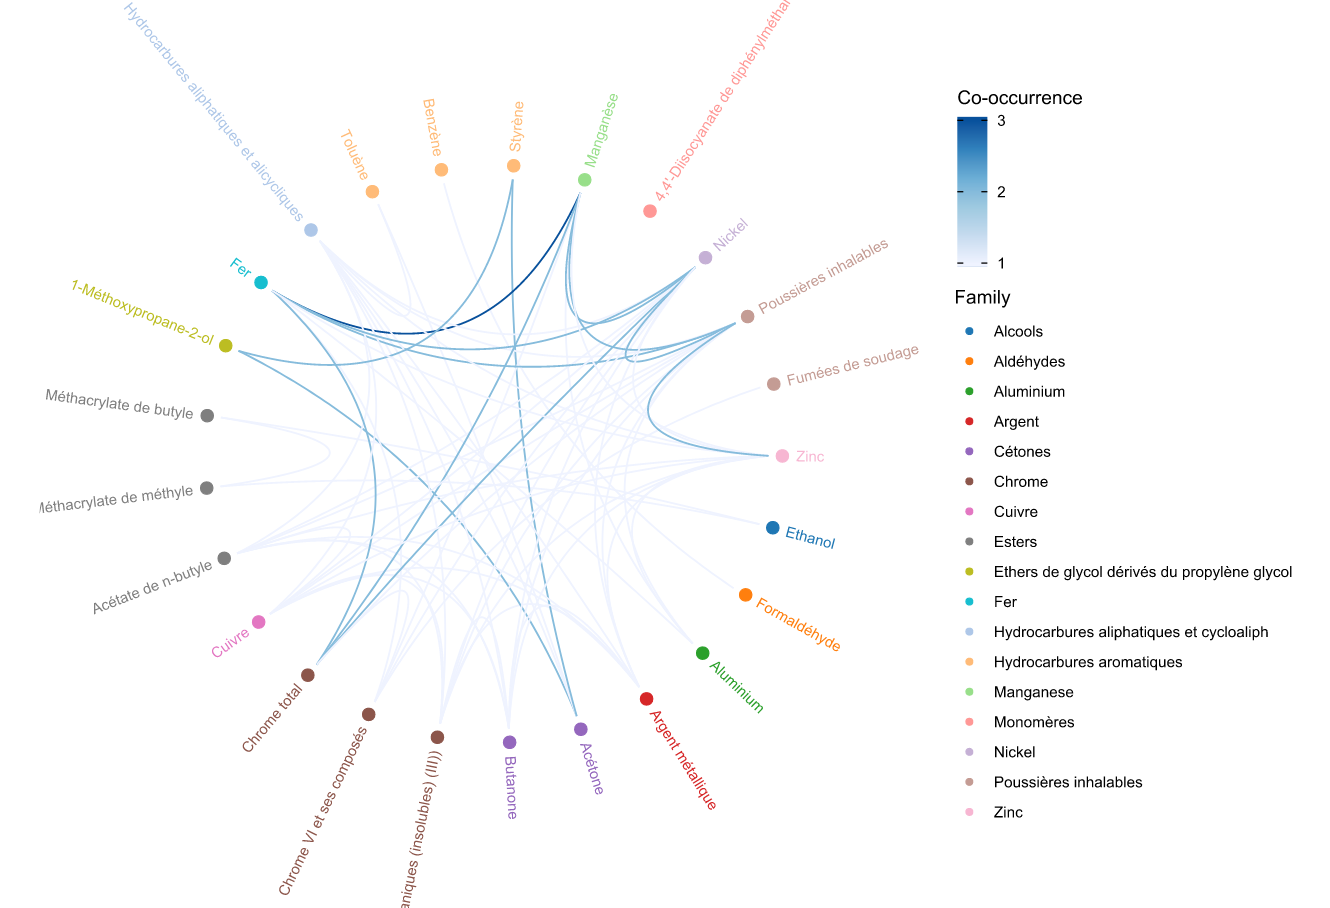 Hydrocarbures aliphatiques et alicycliques
Toluène
Benzène
Styrène
Manganèse
4,4'-Diisocyanate de diphénylméthan
Nickel
Poussières inhalables
Fumées de soudage
Zinc
Ethanol
Formaldéhyde
Aluminium
Argent métallique
Acétone
Butanone
aniques (insolubles) (III))
Chrome VI et ses composés
Chrome total
Cuivre
Acétate de n-butyle
Méthacrylate de méthyle
Méthacrylate de butyle
1-Méthoxypropane-2-ol
Fer
Co-occurrence
3
2
1
Family
Alcools
Aldéhydes
Aluminium
Argent
Cétones
Chrome
Cuivre
Esters
Ethers de glycol dérivés du propylène glycol
Fer
Hydrocarbures aliphatiques et cycloaliph
Hydrocarbures aromatiques
Manganese
Monomères
Nickel
Poussières inhalables
Zinc